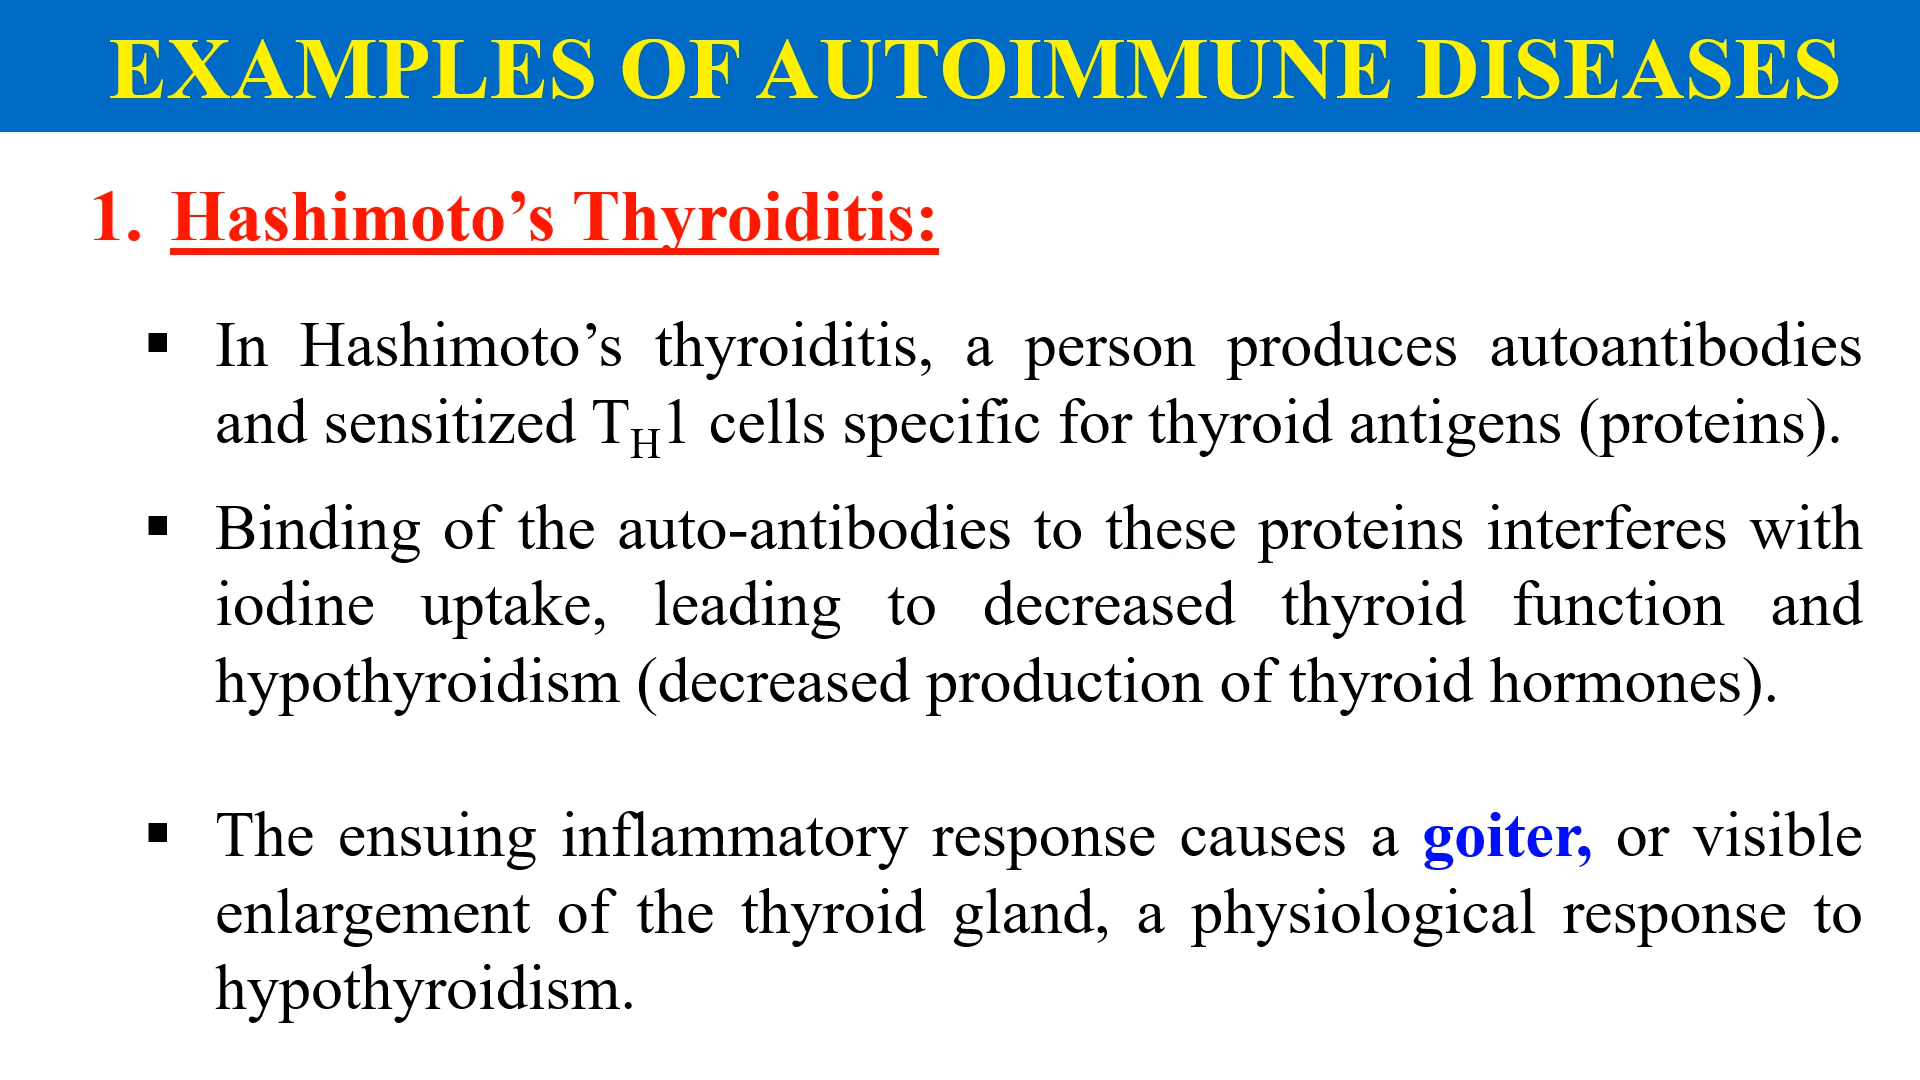 EXAMPLES OF AUTOIMMUNE DISEASES
1. Hashimoto’s Thyroiditis:
▪ In Hashimoto’s thyroiditis, a person produces autoantibodies
and sensitized TH1 cells specific for thyroid antigens (proteins).
▪ Binding of the auto-antibodies to these proteins interferes with
iodine uptake, leading to decreased thyroid function and
hypothyroidism (decreased production of thyroid hormones).
▪ The ensuing inflammatory response causes a goiter, or visible
enlargement of the thyroid gland, a physiological response to
hypothyroidism.